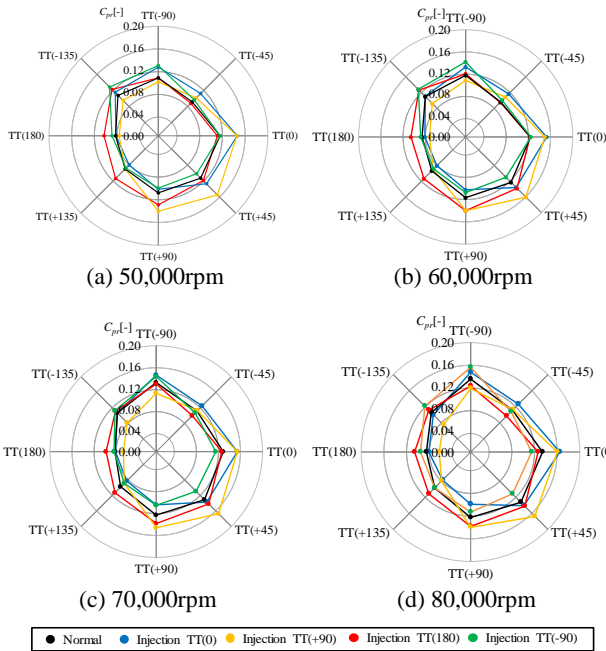 C_pr[-]
TT(-90)
0.20
0.16
0.12
0.08
0.04
0.00
TT(-135)
TT(-45)
TT(180)
TT(0)
TT(+135)
TT(+45)
TT(+90)
(a) 50,000rpm
C_pr[-]
TT(-90)
0.20
0.16
0.12
0.08
0.04
0.00
TT(-135)
TT(-45)
TT(180)
TT(0)
TT(+135)
TT(+45)
TT(+90)
(b) 60,000rpm
C_pr[-]
TT(-90)
0.20
0.16
0.12
0.08
0.04
0.00
TT(-135)
TT(-45)
TT(180)
TT(0)
TT(+135)
TT(+45)
TT(+90)
(c) 70,000rpm
C_pr[-]
TT(-90)
0.20
0.16
0.12
0.08
0.04
0.00
TT(-135)
TT(-45)
TT(180)
TT(0
TT(+135)
TT(+45)
TT(+90)
(d) 80,000rpm
Normal Injection TT(0) Injection TT(+90) Injection TT(180) Injection TT(-90)